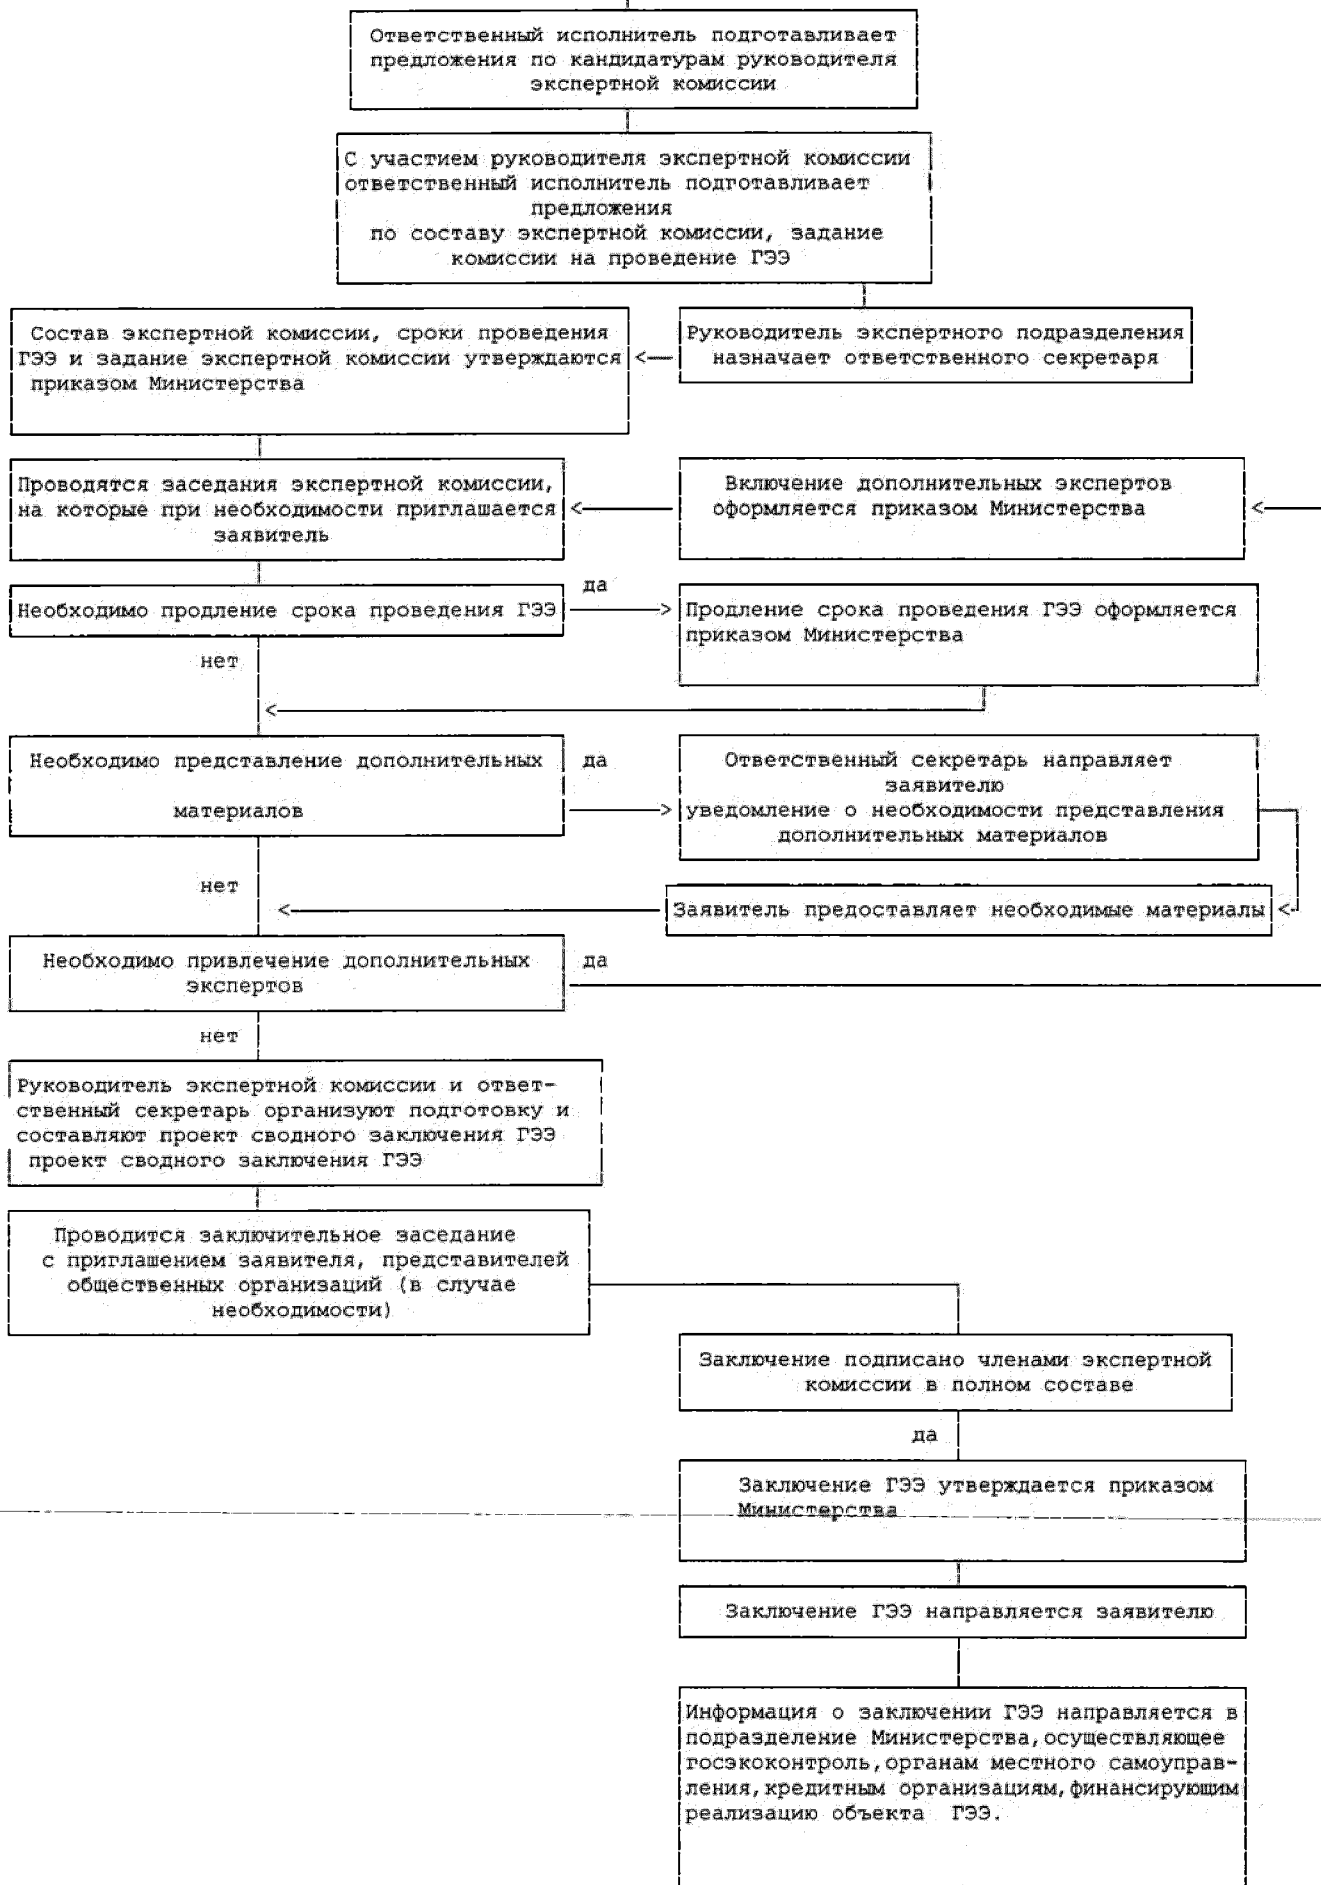 Ответственный исполнитель подготавливает
предложения по кандидатурам руководителя
экспертной комиссии
С участием руководителя экспертной комиссии
ответственный исполнитель подготавливает
предложения
по составу экспертной комиссии, задание
комиссии на проведение ГЭЭ
Руководитель экспертного подразделения
назначает ответственного секретаря
Состав экспертной комиссии, сроки проведения
ГЭЭ и задание экспертной комиссии утверждаются
приказом Министерства
Проводятся заседания экспертной комиссии,
на которые при необходимости приглашается
заявитель
Включение дополнительных экспертов
оформляется приказом Министерства
Необходимо продление срока проведения ГЭЭ
да
Продление срока проведения ГЭЭ оформляется
приказом Министерства
нет
Необходимо представление дополнительных
материалов
да
Ответственный секретарь направляет
заявителю
уведомление о необходимости представления
дополнительных материалов
нет
Заявитель предоставляет необходимые материалы
Необходимо привлечение дополнительных
экспертов
да
нет
Руководитель экспертной комиссии и ответ-
ственный секретарь организуют подготовку и
составляют проект сводного заключения ГЭЭ
проект сводного заключения ГЭЭ
Проводится заключительное заседание
с приглашением заявителя, представителей
общественных организаций (в случае
необходимости)
Заключение подписано членами экспертной
комиссии в полном составе
да
Заключение ГЭЭ утверждается приказом
Министерства
Заключение ГЭЭ направляется заявителю
Информация о заключении ГЭЭ направляется в
подразделение Министерства,осуществляющее
госэкоконтроль,органам местного самоуправ-
ления,кредитным организациям,финансирующим
реализацию объекта ГЭЭ.